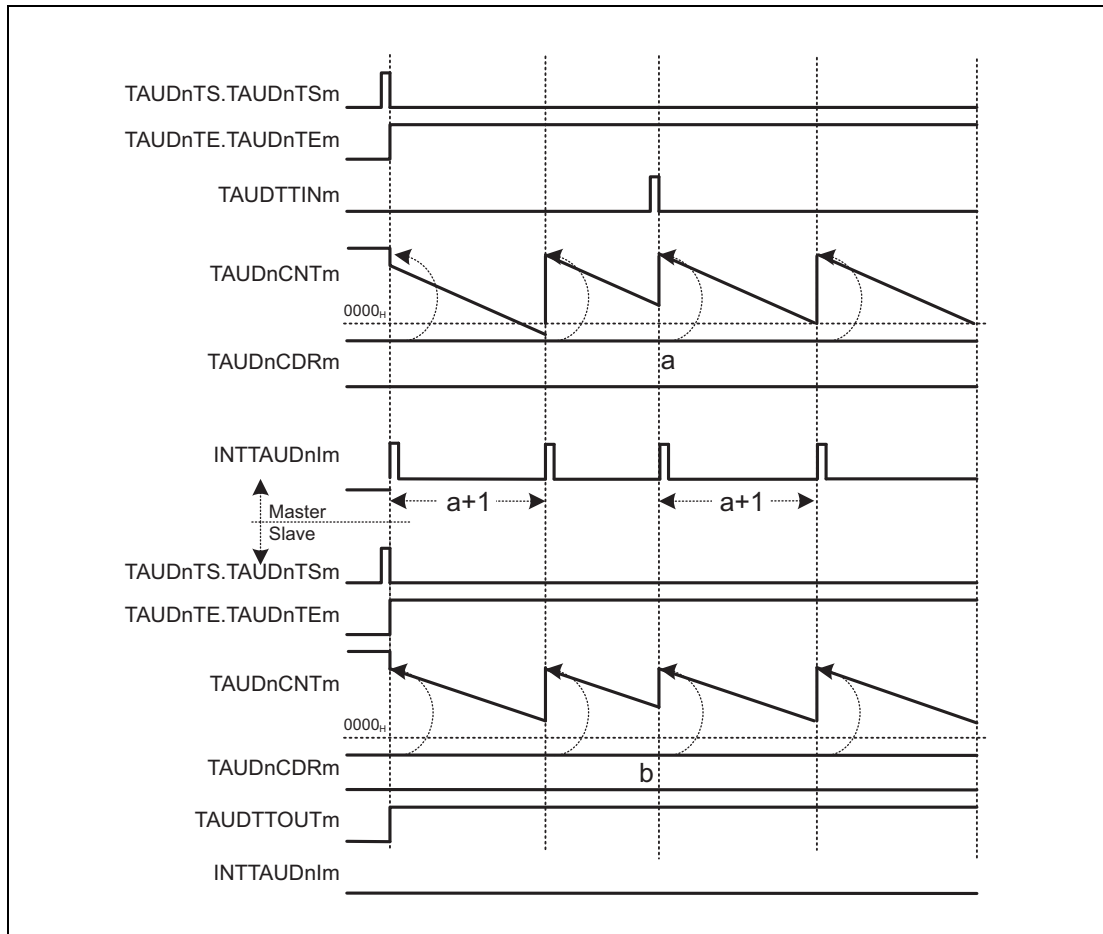 TAUDnTS.TAUDnTSm
TAUDnTE.TAUDnTEm
TAUDTTINm
TAUDnCNTm
0000H
TAUDnCDRm
a
INTTAUDnIm
a+1
a+1
Master
Slave
TAUDnTS.TAUDnTSm
TAUDnTE.TAUDnTEm
TAUDnCNTm
0000H
TAUDnCDRm
b
TAUDTTOUTm
INTTAUDnIm